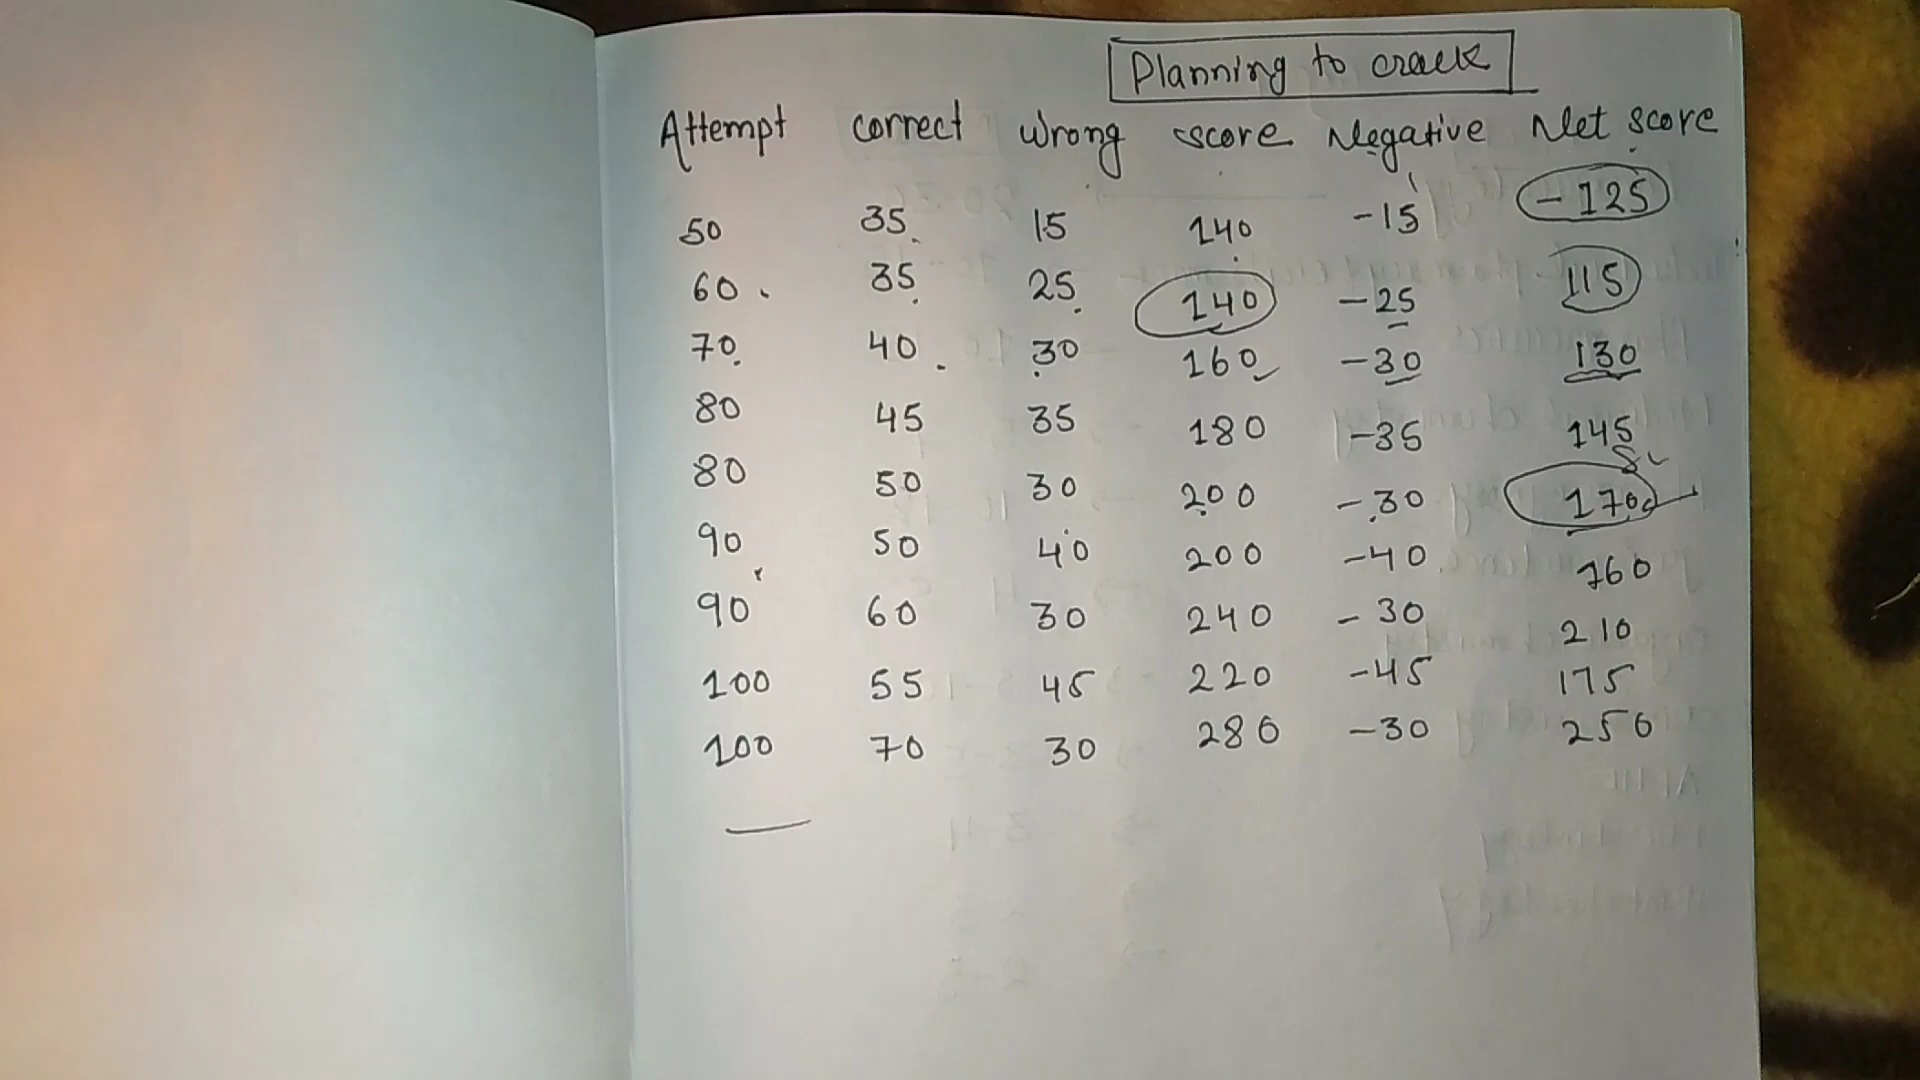 Planning to crack
Attempt correct wrong score Negative Net score
50 35 15 140 -15 -125
60 35 25 140 -25 115
70 40 30 160 -30 130
80 45 35 180 -35 145
80 50 30 200 -30 170
90 50 40 200 -40 160
90 60 30 240 -30 210
100 55 45 220 -45 175
100 70 30 280 -30 250